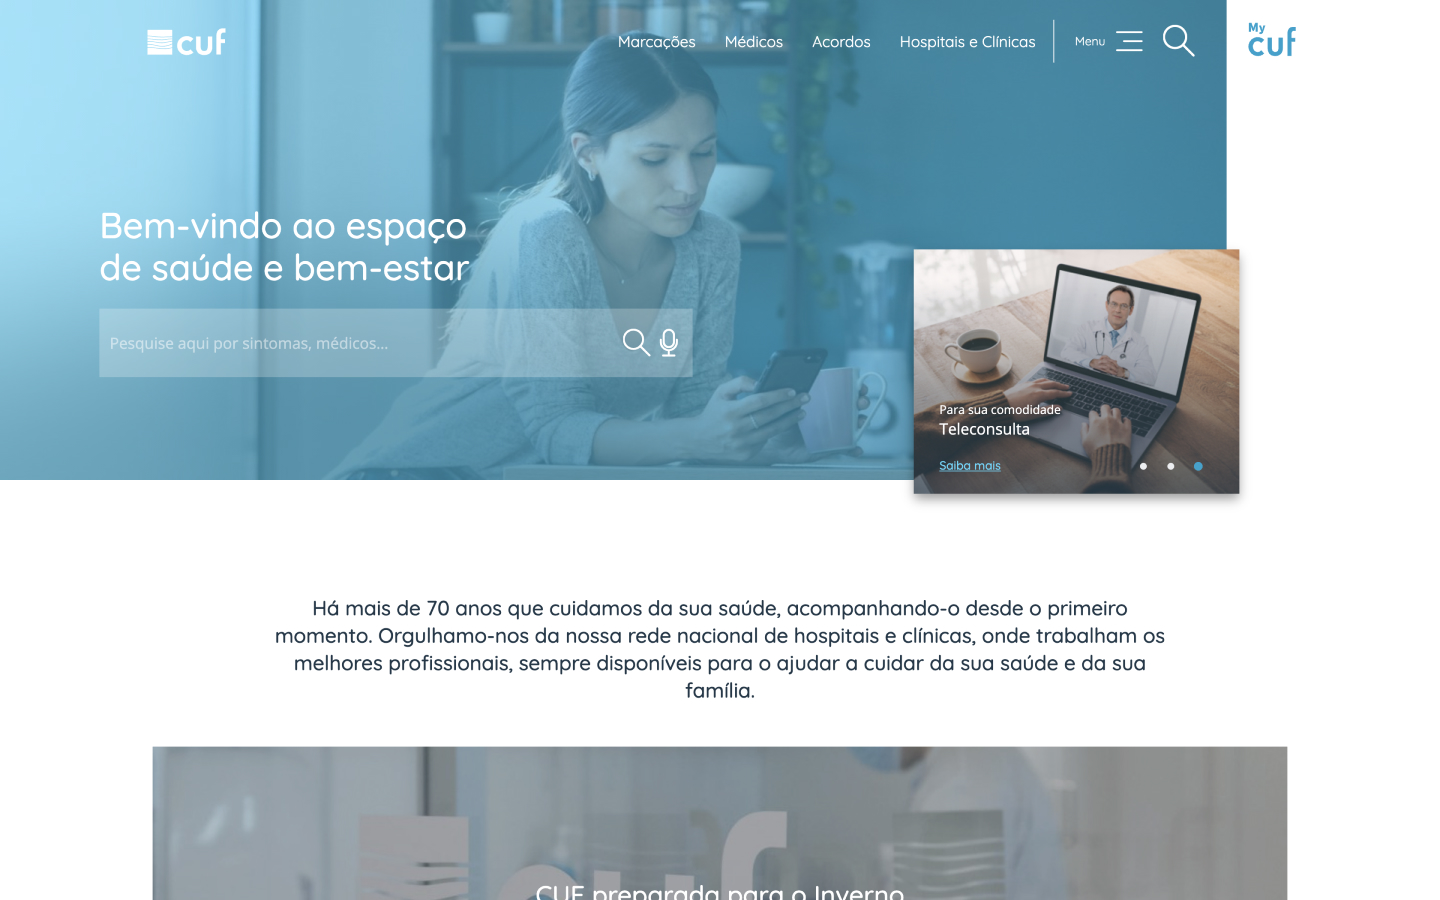 cuf
Marcações
Médicos
Acordos
Hospitais e Clínicas
Menu
My
cuf
Bem-vindo ao espaço
de saúde e bem-estar
Pesquise aqui por sintomas, médicos...
Para sua comodidade
Teleconsulta
Saiba mais
Há mais de 70 anos que cuidamos da sua saúde, acompanhando-o desde o primeiro
momento. Orgulhamo-nos da nossa rede nacional de hospitais e clínicas, onde trabalham os
melhores profissionais, sempre disponíveis para o ajudar a cuidar da sua saúde e da sua
família.
cuf
CUF preparada para o Inverno